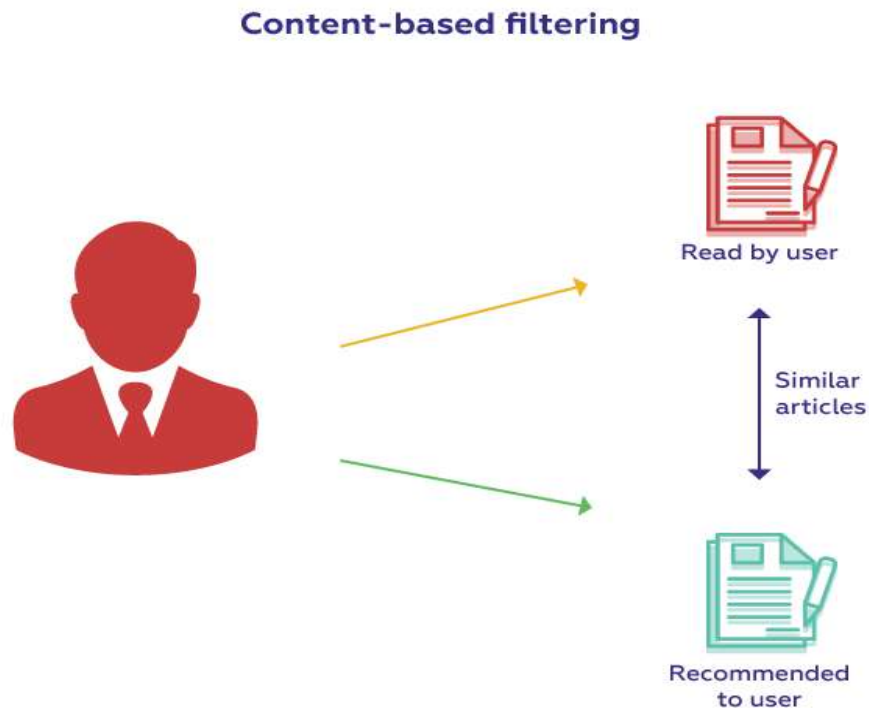 Content-based filtering
Read by user
Similar
articles
Recommended
to user